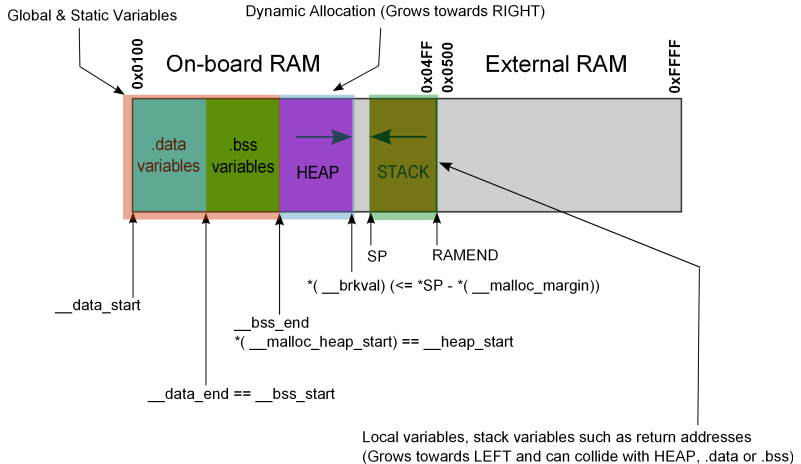 Global & Static Variables
Dynamic Allocation (Grows towards RIGHT)
On-board RAM
External RAM
0x0100
0x04FF
0x0500
0xFFFF
.data
variables
.bss
variables
HEAP
STACK
SP
RAMEND
*( __brkval) (<= *SP - *( __malloc_margin))
__data_start
__bss_end
*( __malloc_heap_start) == __heap_start
__data_end == __bss_start
Local variables, stack variables such as return addresses
(Grows towards LEFT and can collide with HEAP, .data or .bss)